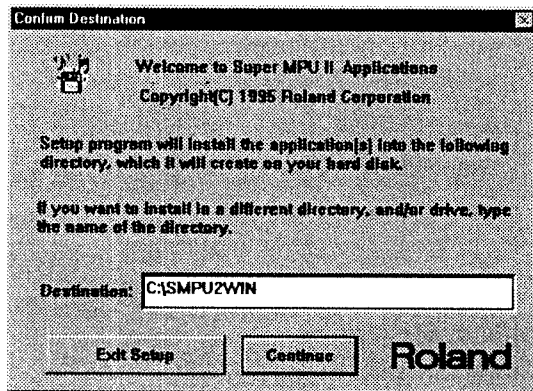 Confirm Destination
Welcome to Super MPU II Applications
Copyright(C) 1995 Roland Corporation
Setup program will install the application(s) into the following
directory, which it will create on your hard disk.
If you want to install in a different directory, and/or drive, type
the name of the directory.
Destination: C:\SMPU2WIN
Exit Setup Continue Roland